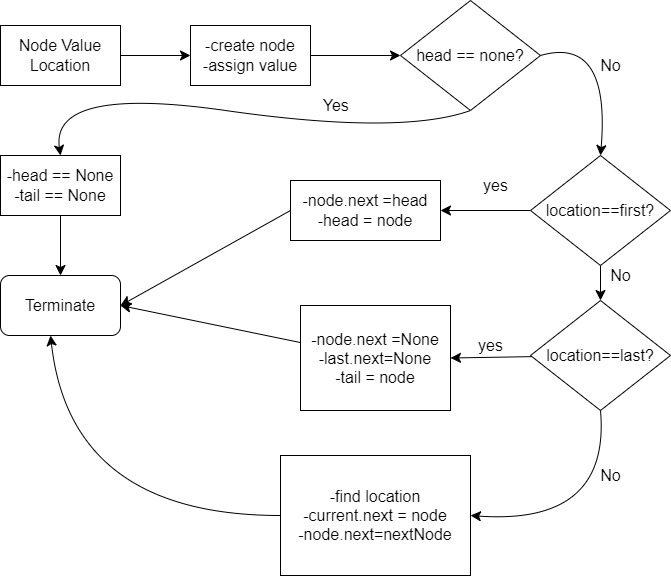 Node Value
Location
-create node
-assign value
head == none?
No
Yes
-head == None
-tail == None
yes
-node.next =head
-head = node
location==first?
No
Terminate
-node.next =None
-last.next=None
-tail = node
yes
location==last?
No
-find location
-current.next = node
-node.next=nextNode